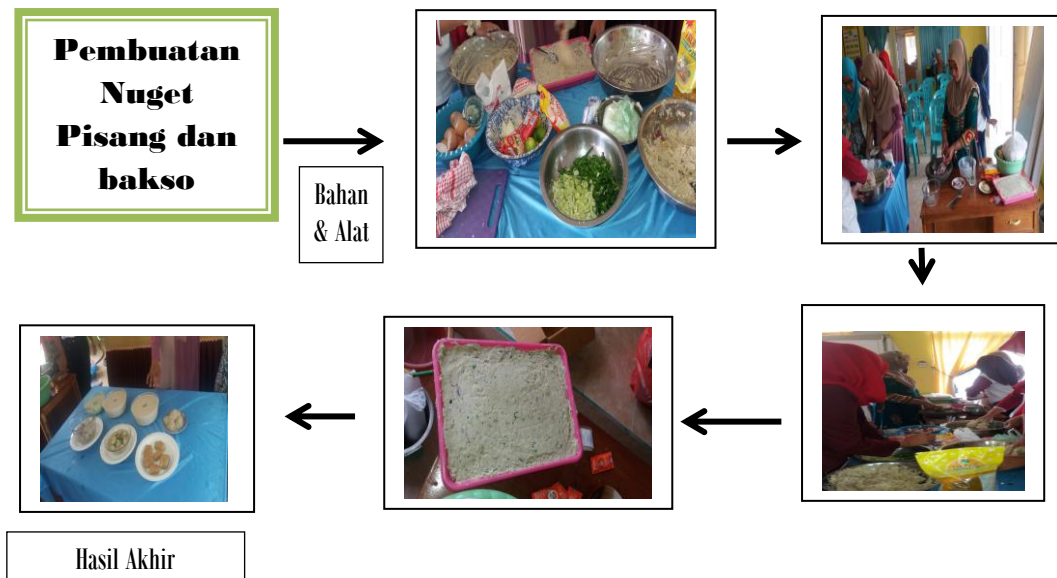 Pembuatan
Nuget
Pisang dan
bakso
Bahan
& Alat
Hasil Akhir